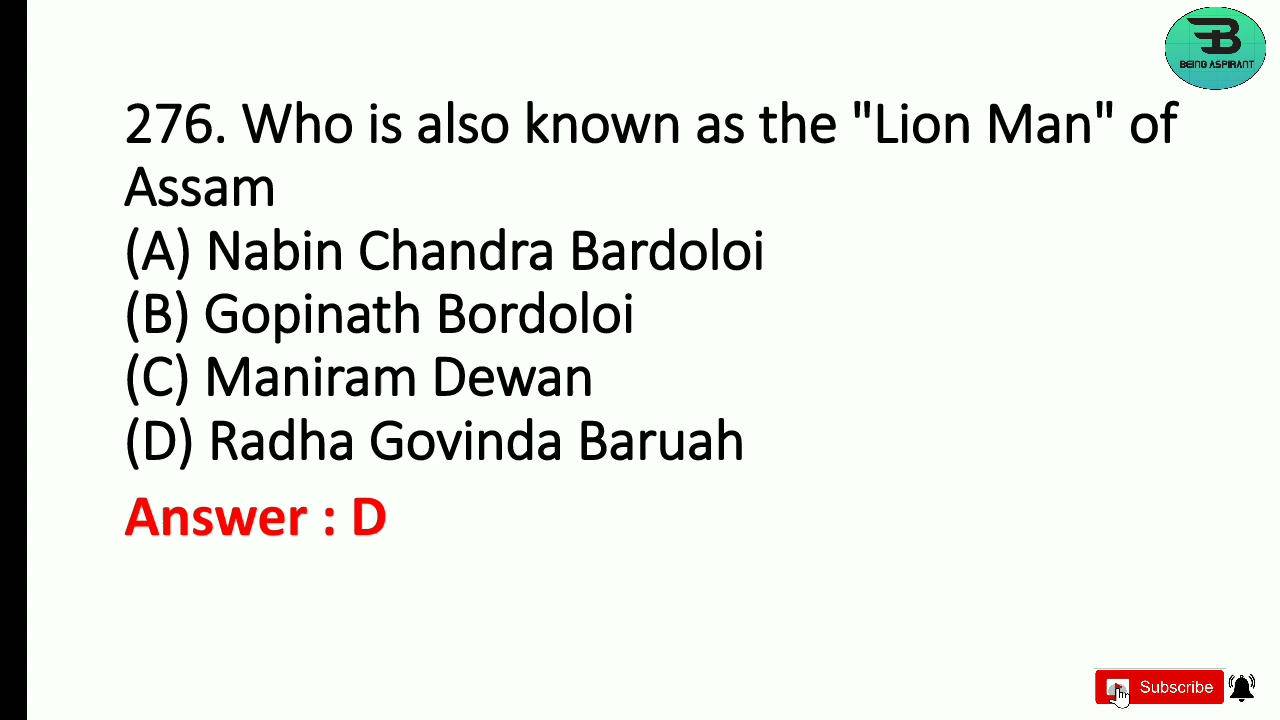 BEING ASPIRANT
276. Who is also known as the "Lion Man" of
Assam
(A) Nabin Chandra Bardoloi
(B) Gopinath Bordoloi
(C) Maniram Dewan
(D) Radha Govinda Baruah
Answer : D
Subscribe